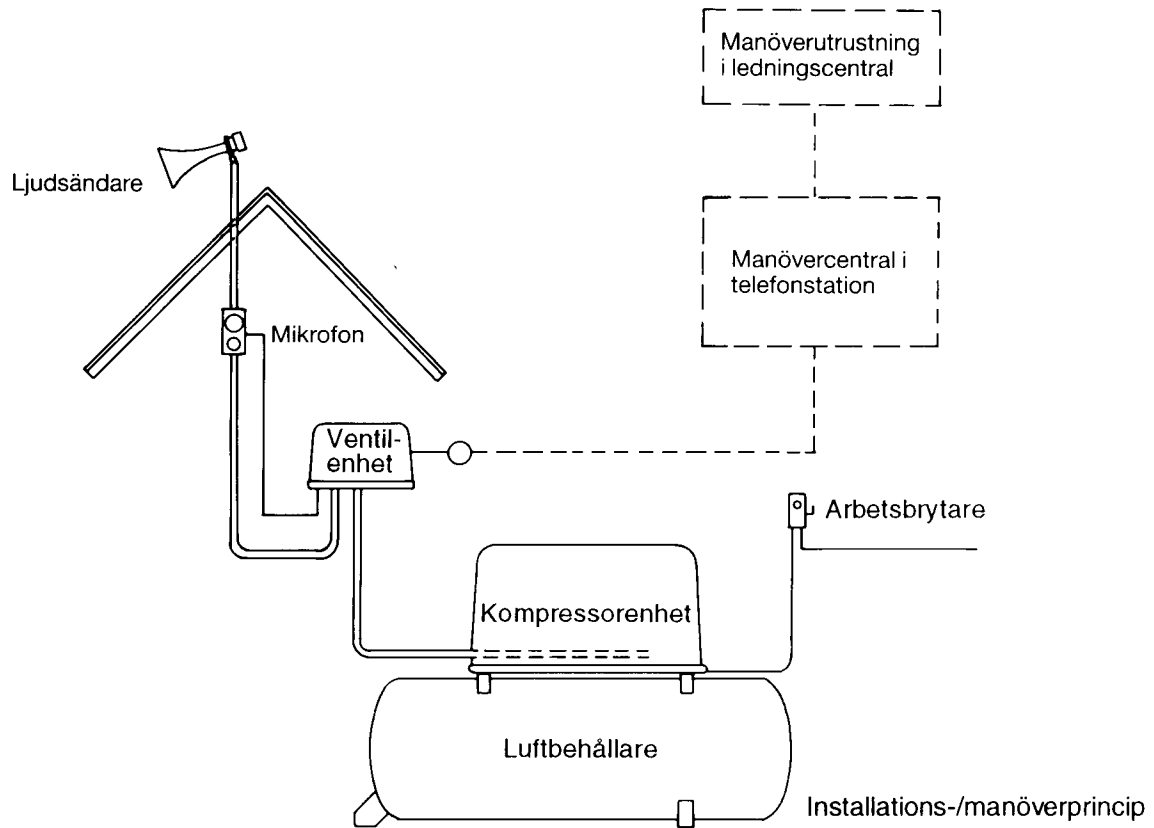 Manöverutrustning
i ledningscentral
Ljudsändare
Manövercentral i
telefonstation
Mikrofon
Ventil-
enhet
Arbetsbrytare
Kompressorenhet
Luftbehållare
Installations-/manöverprincip